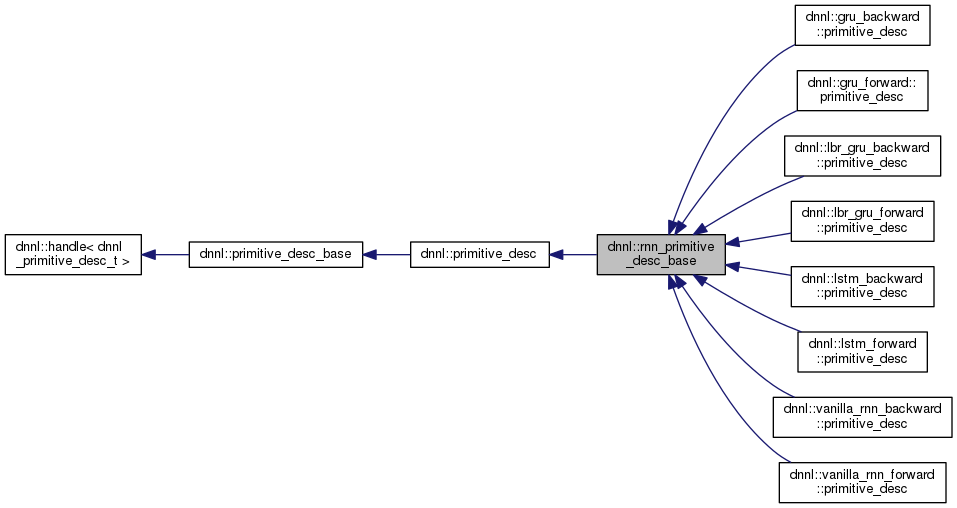 dnnl::gru_backward
::primitive_desc
dnnl::gru_forward::
primitive_desc
dnnl::lbr_gru_backward
::primitive_desc
dnnl::lbr_gru_forward
::primitive_desc
dnnl::handle< dnnl
_primitive_desc_t >
dnnl::primitive_desc_base
dnnl::primitive_desc
dnnl::rnn_primitive
_desc_base
dnnl::lstm_backward
::primitive_desc
dnnl::lstm_forward
::primitive_desc
dnnl::vanilla_rnn_backward
::primitive_desc
dnnl::vanilla_rnn_forward
::primitive_desc